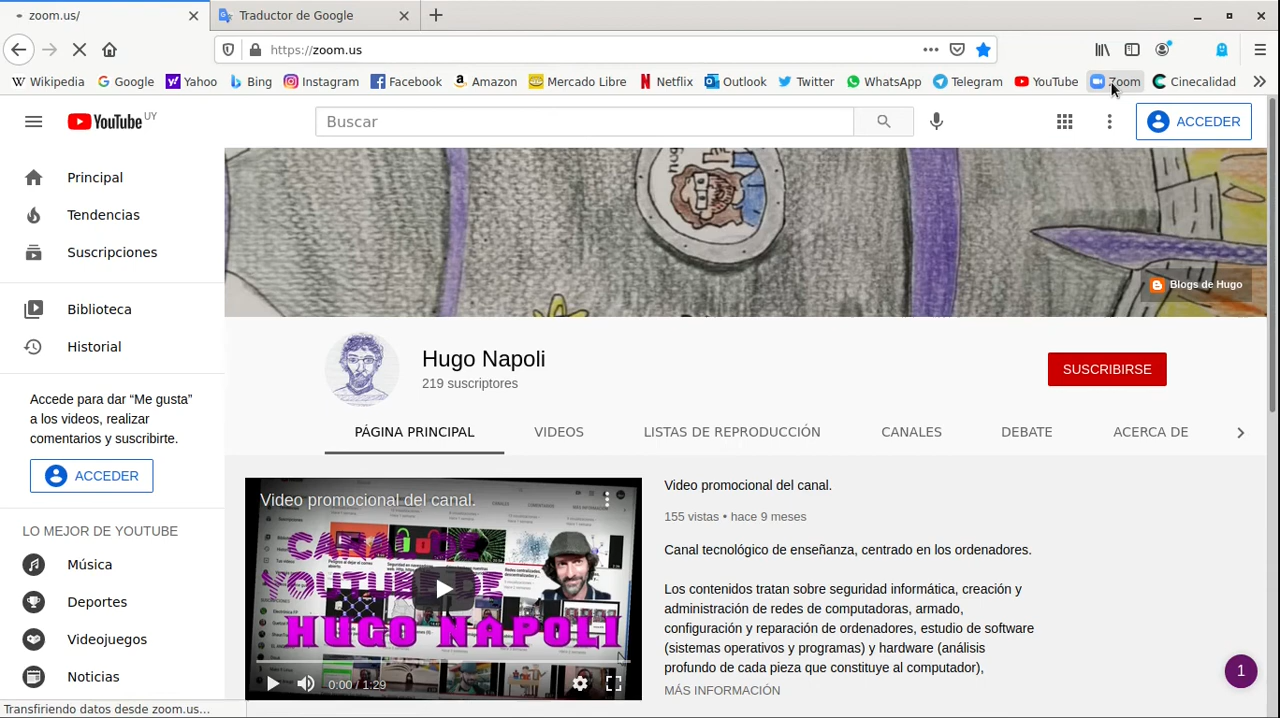 zoom.us/
Traductor de Google
https://zoom.us
Wikipedia Google Yahoo Bing Instagram Facebook Amazon Mercado Libre Netflix Outlook Twitter WhatsApp Telegram YouTube Zoom Cinecalidad
YouTube UY
Buscar
ACCEDER
Principal
Tendencias
Suscripciones
Biblioteca
Historial
Accede para dar “Me gusta”
a los videos, realizar
comentarios y suscribirte.
ACCEDER
LO MEJOR DE YOUTUBE
Música
Deportes
Videojuegos
Noticias
Blogs de Hugo
Hugo Napoli
219 suscriptores
SUSCRIBIRSE
PÁGINA PRINCIPAL VIDEOS LISTAS DE REPRODUCCIÓN CANALES DEBATE ACERCA DE
Video promocional del canal.
CANAL DE
YOUTUBE DE
HUGO NAPOLI
0:00 / 1:29
Video promocional del canal.
155 vistas • hace 9 meses
Canal tecnológico de enseñanza, centrado en los ordenadores.
Los contenidos tratan sobre seguridad informática, creación y
administración de redes de computadoras, armado,
configuración y reparación de ordenadores, estudio de software
(sistemas operativos y programas) y hardware (análisis
profundo de cada pieza que constituye al computador),
MÁS INFORMACIÓN
1
Transfiriendo datos desde zoom.us...